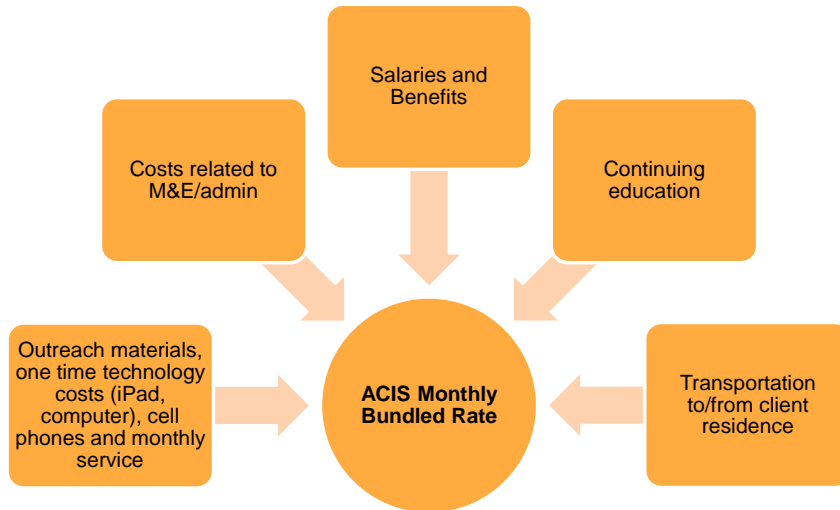 Salaries and
Benefits
Costs related to
M&E/admin
Continuing
education
Outreach materials,
one time technology
costs (iPad,
computer), cell
phones and monthly
service
ACIS Monthly
Bundled Rate
Transportation
to/from client
residence